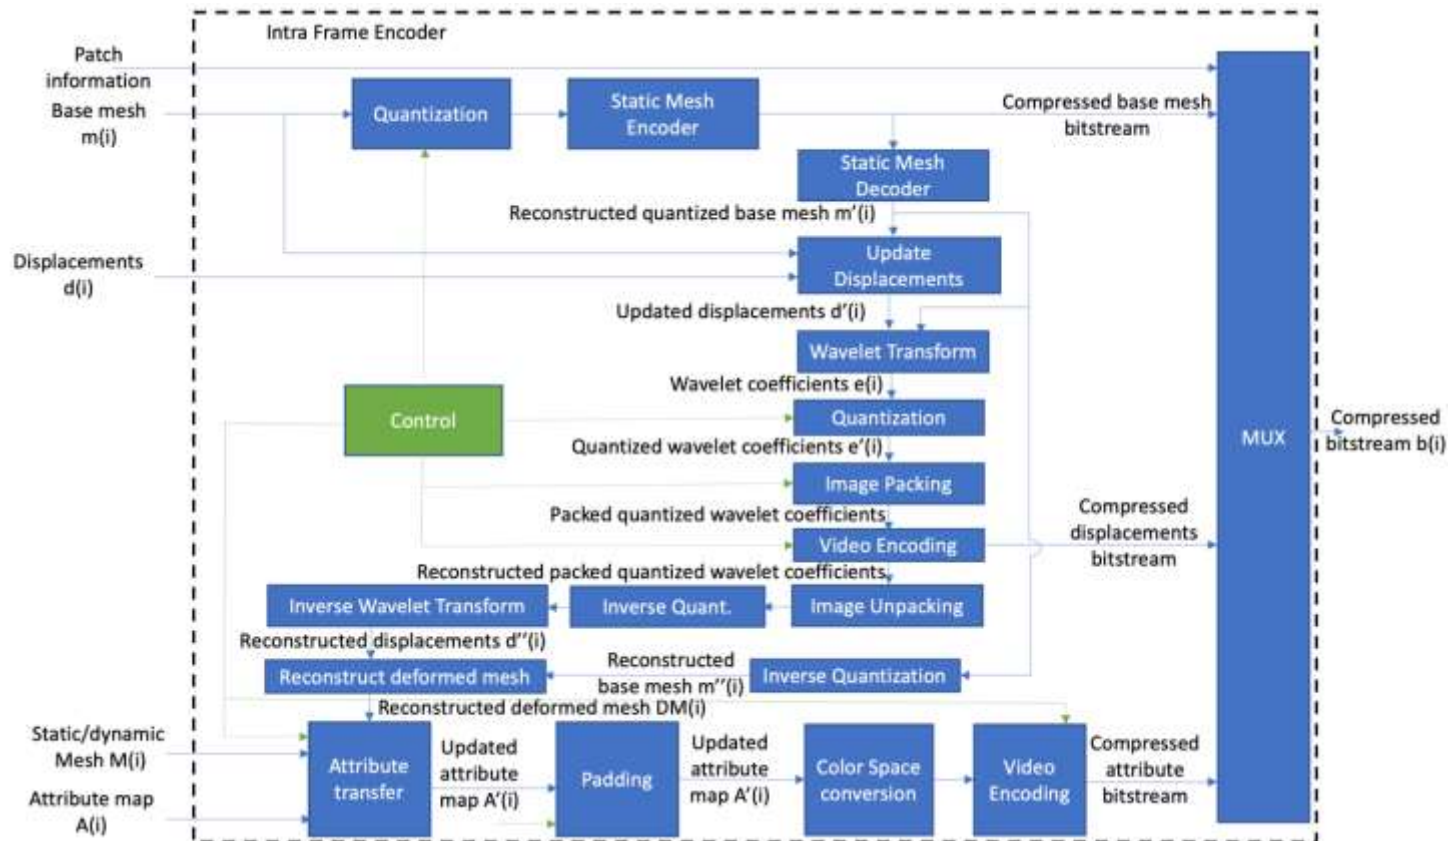 Intra Frame Encoder
Patch
information
Base mesh
m(i)
Quantization
Static Mesh
Encoder
Compressed base mesh
bitstream
Static Mesh
Decoder
Reconstructed quantized base mesh m’(i)
Displacements
d(i)
Update
Displacements
Updated displacements d’(i)
Wavelet Transform
Wavelet coefficients e(i)
Control
Quantization
MUX
Compressed
bitstream b(i)
Quantized wavelet coefficients e’(i)
Image Packing
Packed quantized wavelet coefficients
Compressed
displacements
bitstream
Video Encoding
Reconstructed packed quantized wavelet coefficients
Inverse Wavelet Transform
Inverse Quant.
Image Unpacking
Reconstructed displacements d’’(i)
Reconstruct deformed mesh
Reconstructed
base mesh m’’(i)
Inverse Quantization
Reconstructed deformed mesh DM(i)
Static/dynamic
Mesh M(i)
Attribute map
A(i)
Attribute
transfer
Updated
attribute
map A’(i)
Padding
Updated
attribute
map A’(i)
Color Space
conversion
Video
Encoding
Compressed
attribute
bitstream